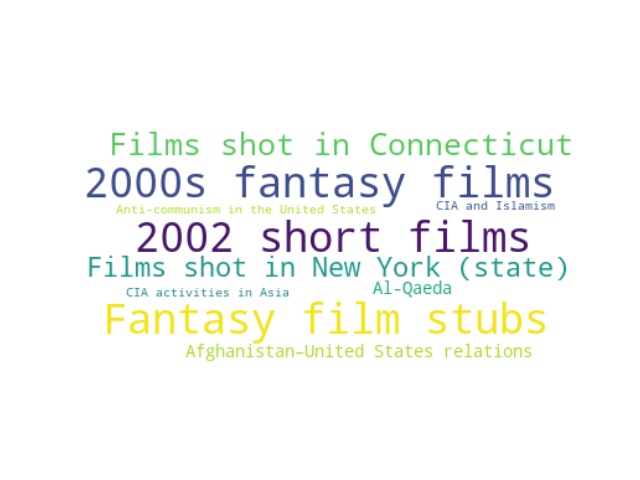 Films shot in Connecticut
2000s fantasy films
Anti-communism in the United States
CIA and Islamism
2002 short films
Films shot in New York (state)
CIA activities in Asia
Al-Qaeda
Fantasy film stubs
Afghanistan–United States relations